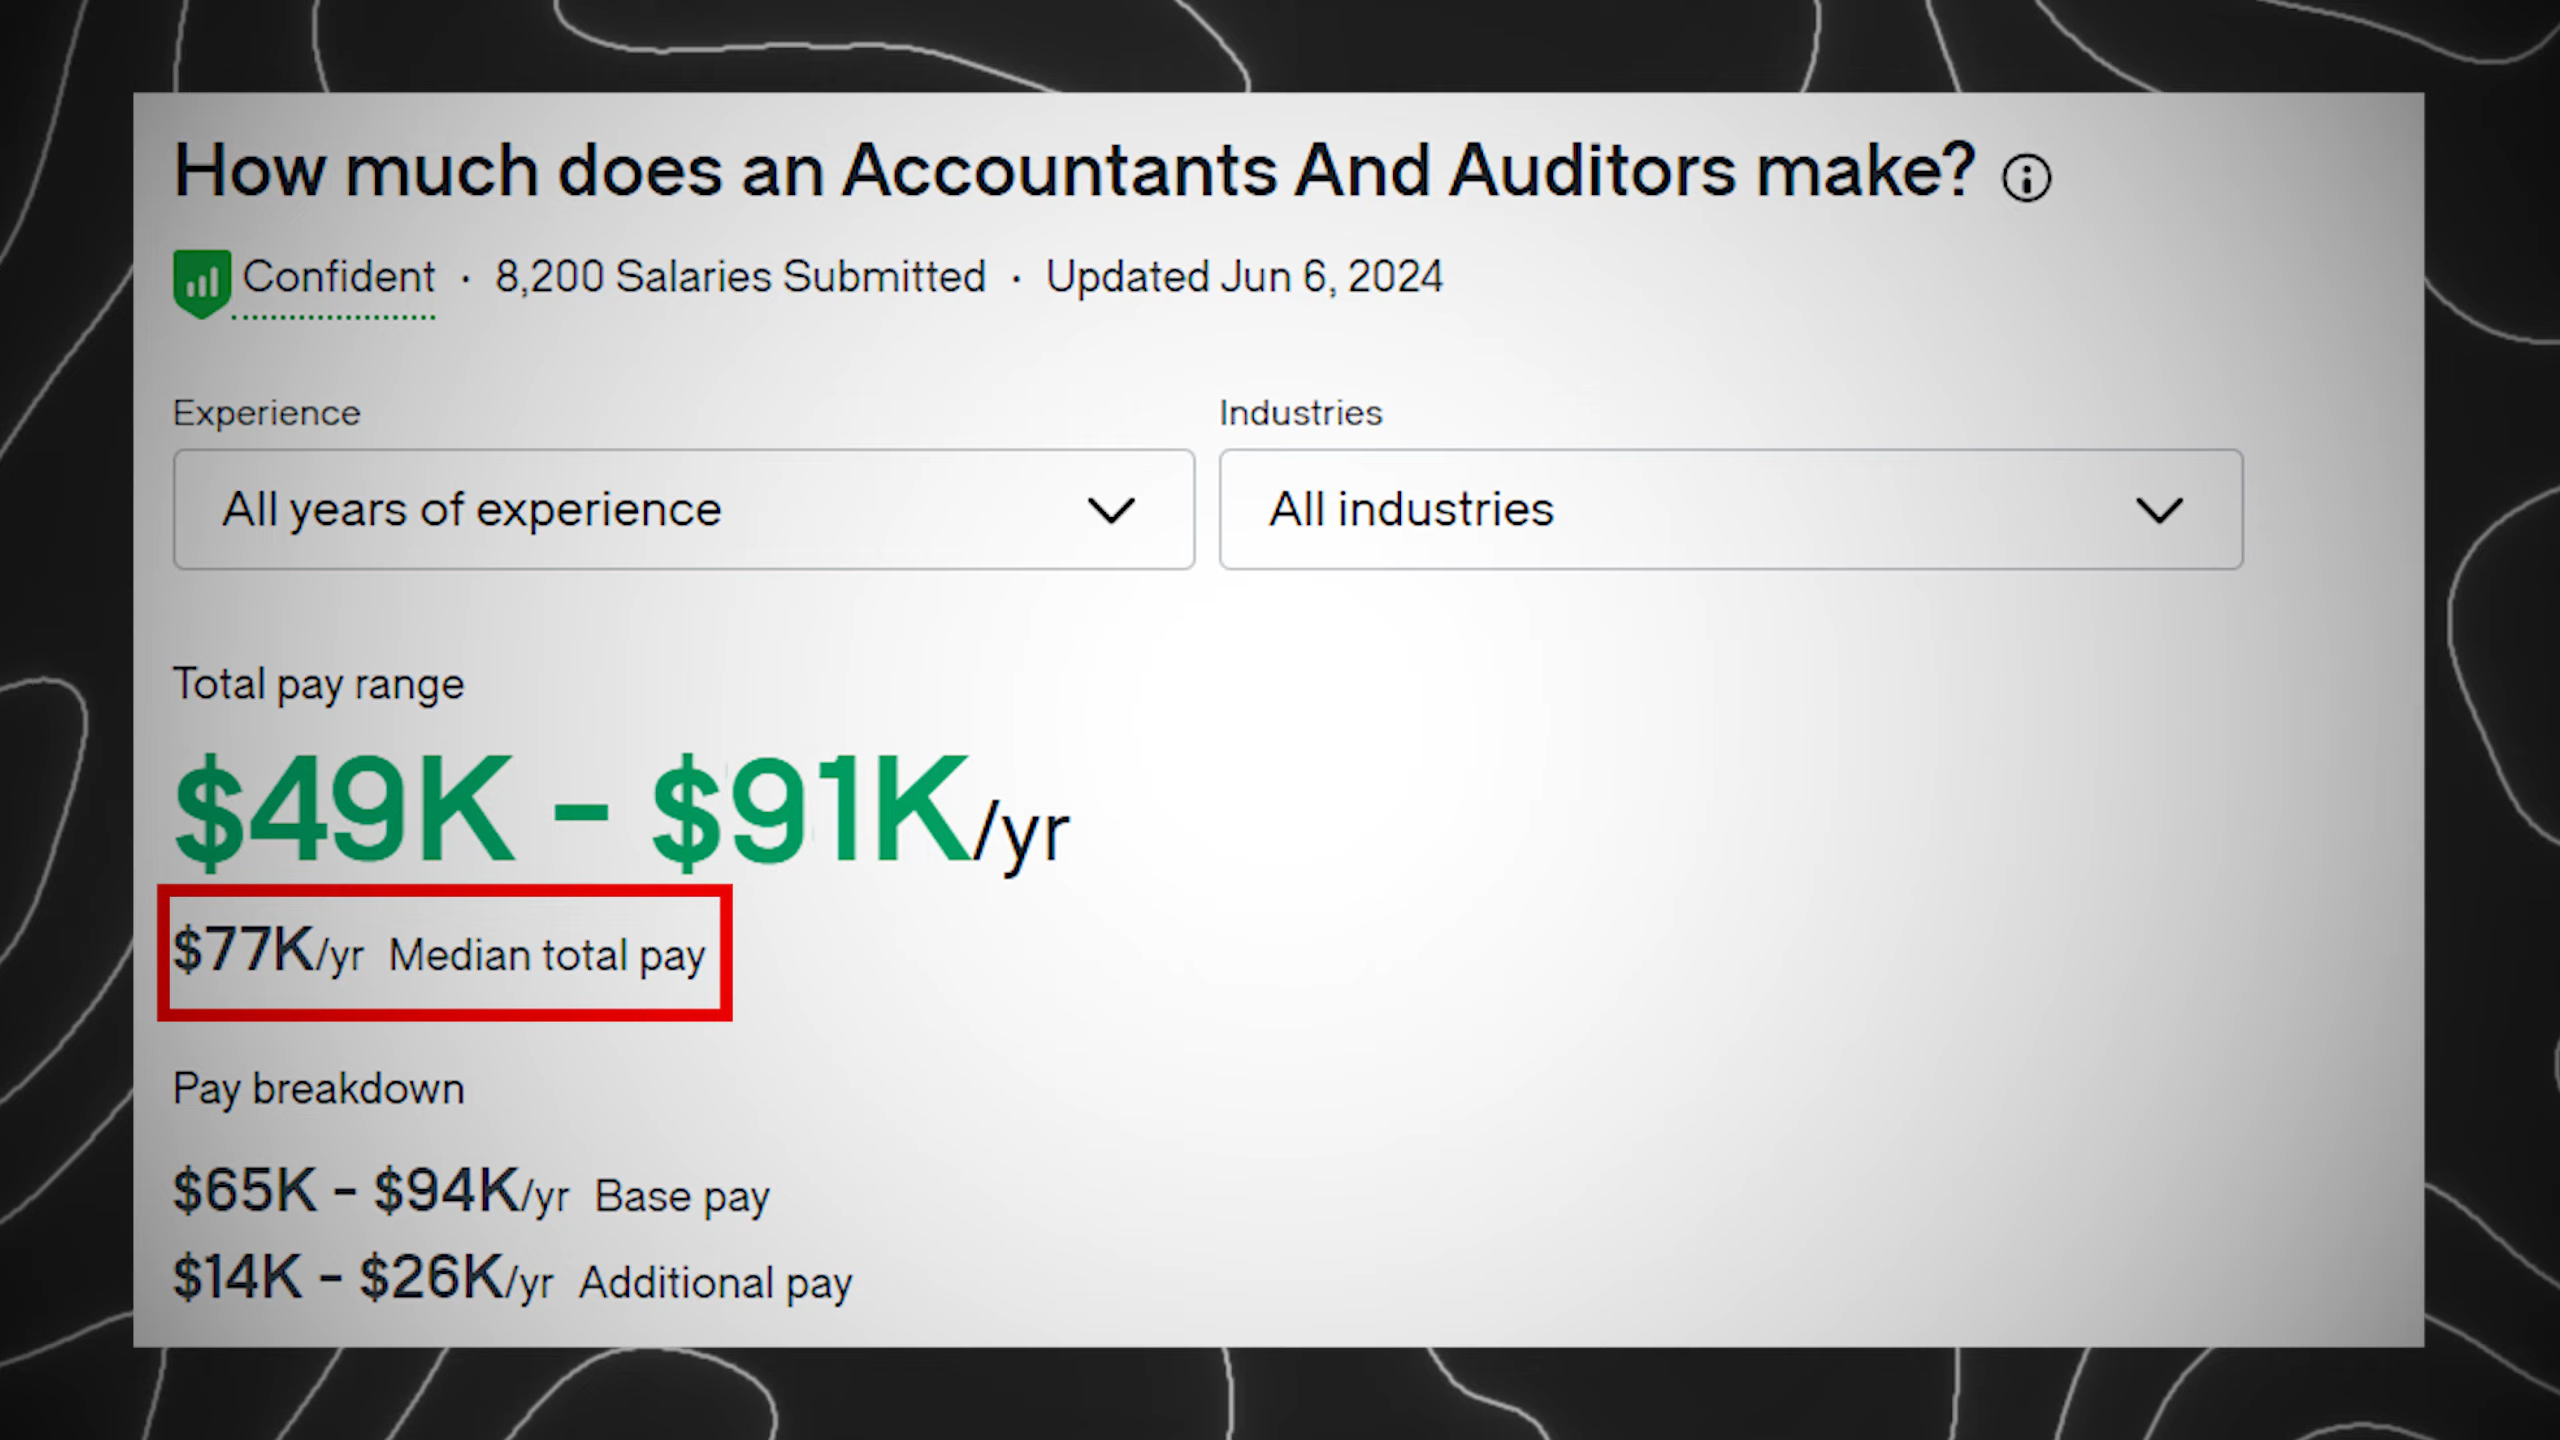 How much does an Accountants And Auditors make?
Confident · 8,200 Salaries Submitted · Updated Jun 6, 2024
Experience
Industries
All years of experience
All industries
Total pay range
$49K - $91K/yr
$77K/yr Median total pay
Pay breakdown
$65K - $94K/yr Base pay
$14K - $26K/yr Additional pay